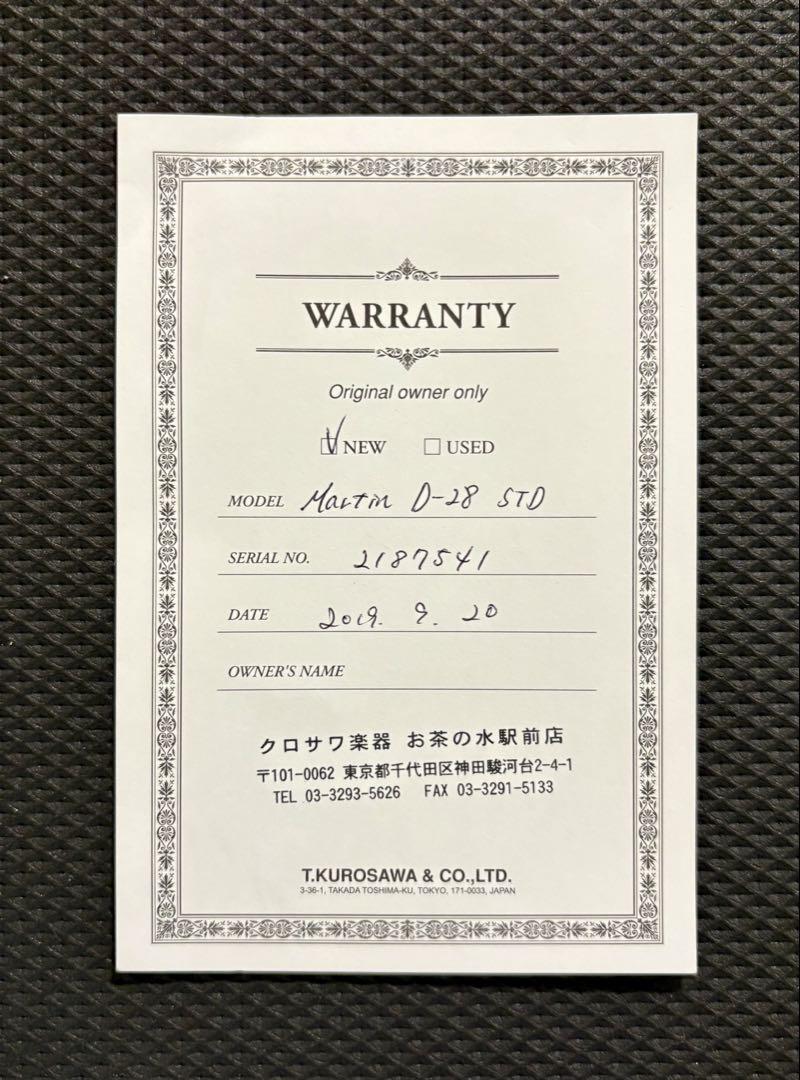 WARRANTY
Original owner only
NEW USED
MODEL Martin D-28 STD
SERIAL NO. 2187541
DATE 2019. 9. 20
OWNER'S NAME
クロサワ楽器 お茶の水駅前店
〒101-0062 東京都千代田区神田駿河台2-4-1
TEL 03-3293-5626 FAX 03-3291-5133
T.KUROSAWA & CO.,LTD.
3-36-1, TAKADA TOSHIMA-KU, TOKYO, 171-0033, JAPAN